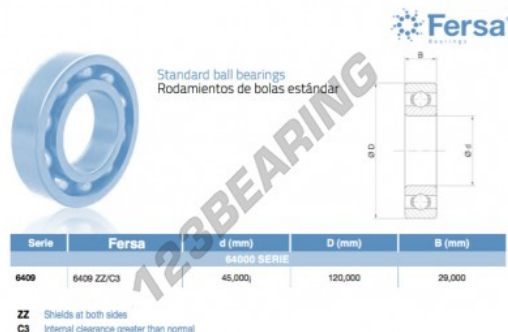 Fersa
Bearings
Standard ball bearings
Rodamientos de bolas estándar
B
Ø D
Ø d
123BEARING
Serie Fersa d (mm) D (mm) B (mm)
64000 SERIE
6409 6409 ZZ/C3 45,000 120,000 29,000
ZZ Shields at both sides
C3 Internal clearance greater than normal